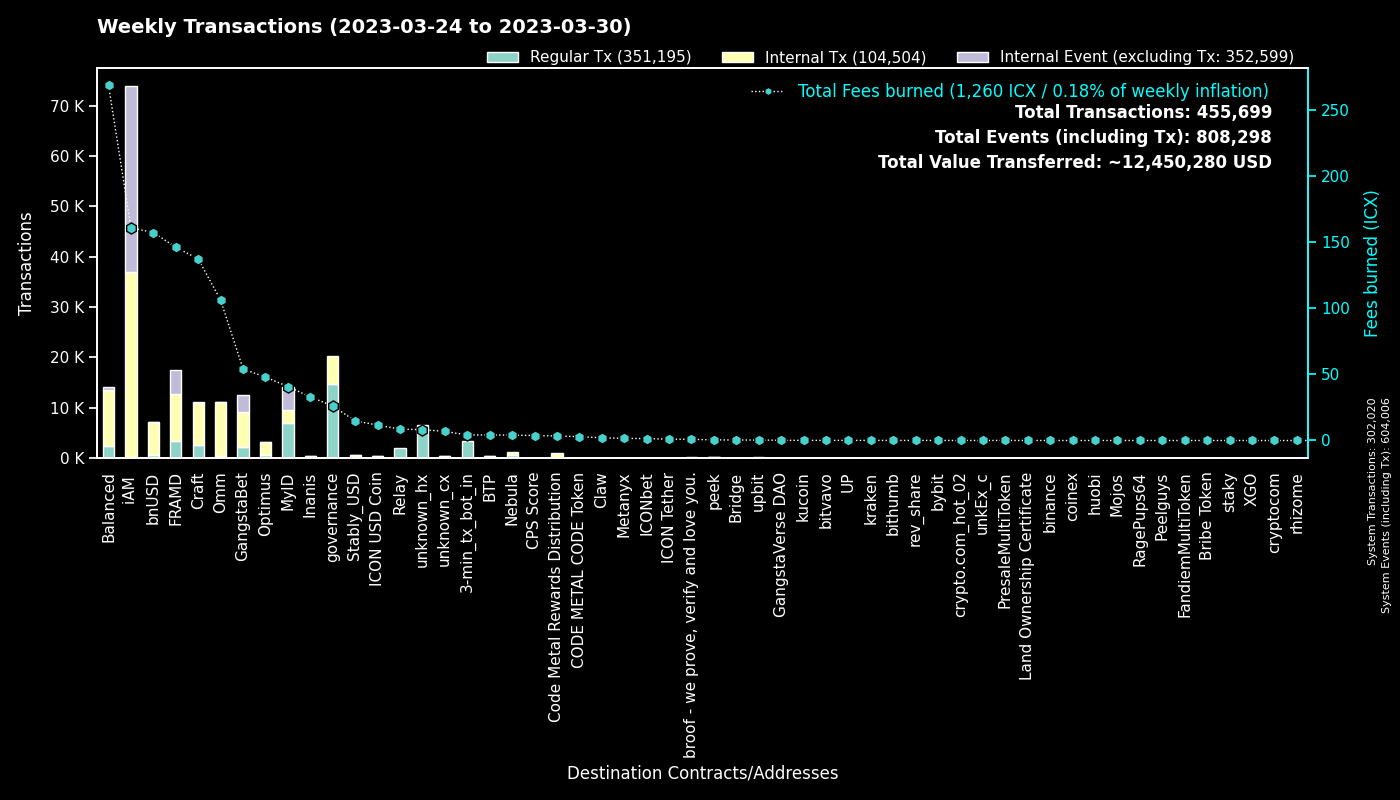 Weekly Transactions (2023-03-24 to 2023-03-30)
Regular Tx (351,195)
Internal Tx (104,504)
Internal Event (excluding Tx: 352,599)
Total Fees burned (1,260 ICX / 0.18% of weekly inflation)
Total Transactions: 455,699
Total Events (including Tx): 808,298
Total Value Transferred: ~12,450,280 USD
Transactions
70 K
60 K
50 K
40 K
30 K
20 K
10 K
0 K
250
200
150
100
50
0
Fees burned (ICX)
System Transactions: 302,020
System Events (including Tx): 604,006
Balanced
iAM
bnUSD
FRAMD
Craft
Omm
GangstaBet
Optimus
MyID
Inanis
governance
Stably_USD
ICON USD Coin
Relay
unknown_hx
unknown_cx
3-min_tx_bot_in
BTP
Nebula
CPS Score
Code Metal Rewards Distribution
CODE METAL CODE Token
Claw
Metanyx
ICONbet
ICON Tether
broof - we prove, verify and love you.
peek
Bridge
upbit
GangstaVerse DAO
kucoin
bitvavo
UP
kraken
bithumb
rev_share
bybit
crypto.com_hot_02
unkEx_c
PresaleMultiToken
Land Ownership Certificate
binance
coinex
huobi
Mojos
RagePups64
Peelguys
FandiemMultiToken
Bribe Token
staky
XGO
cryptocom
rhizome
Destination Contracts/Addresses